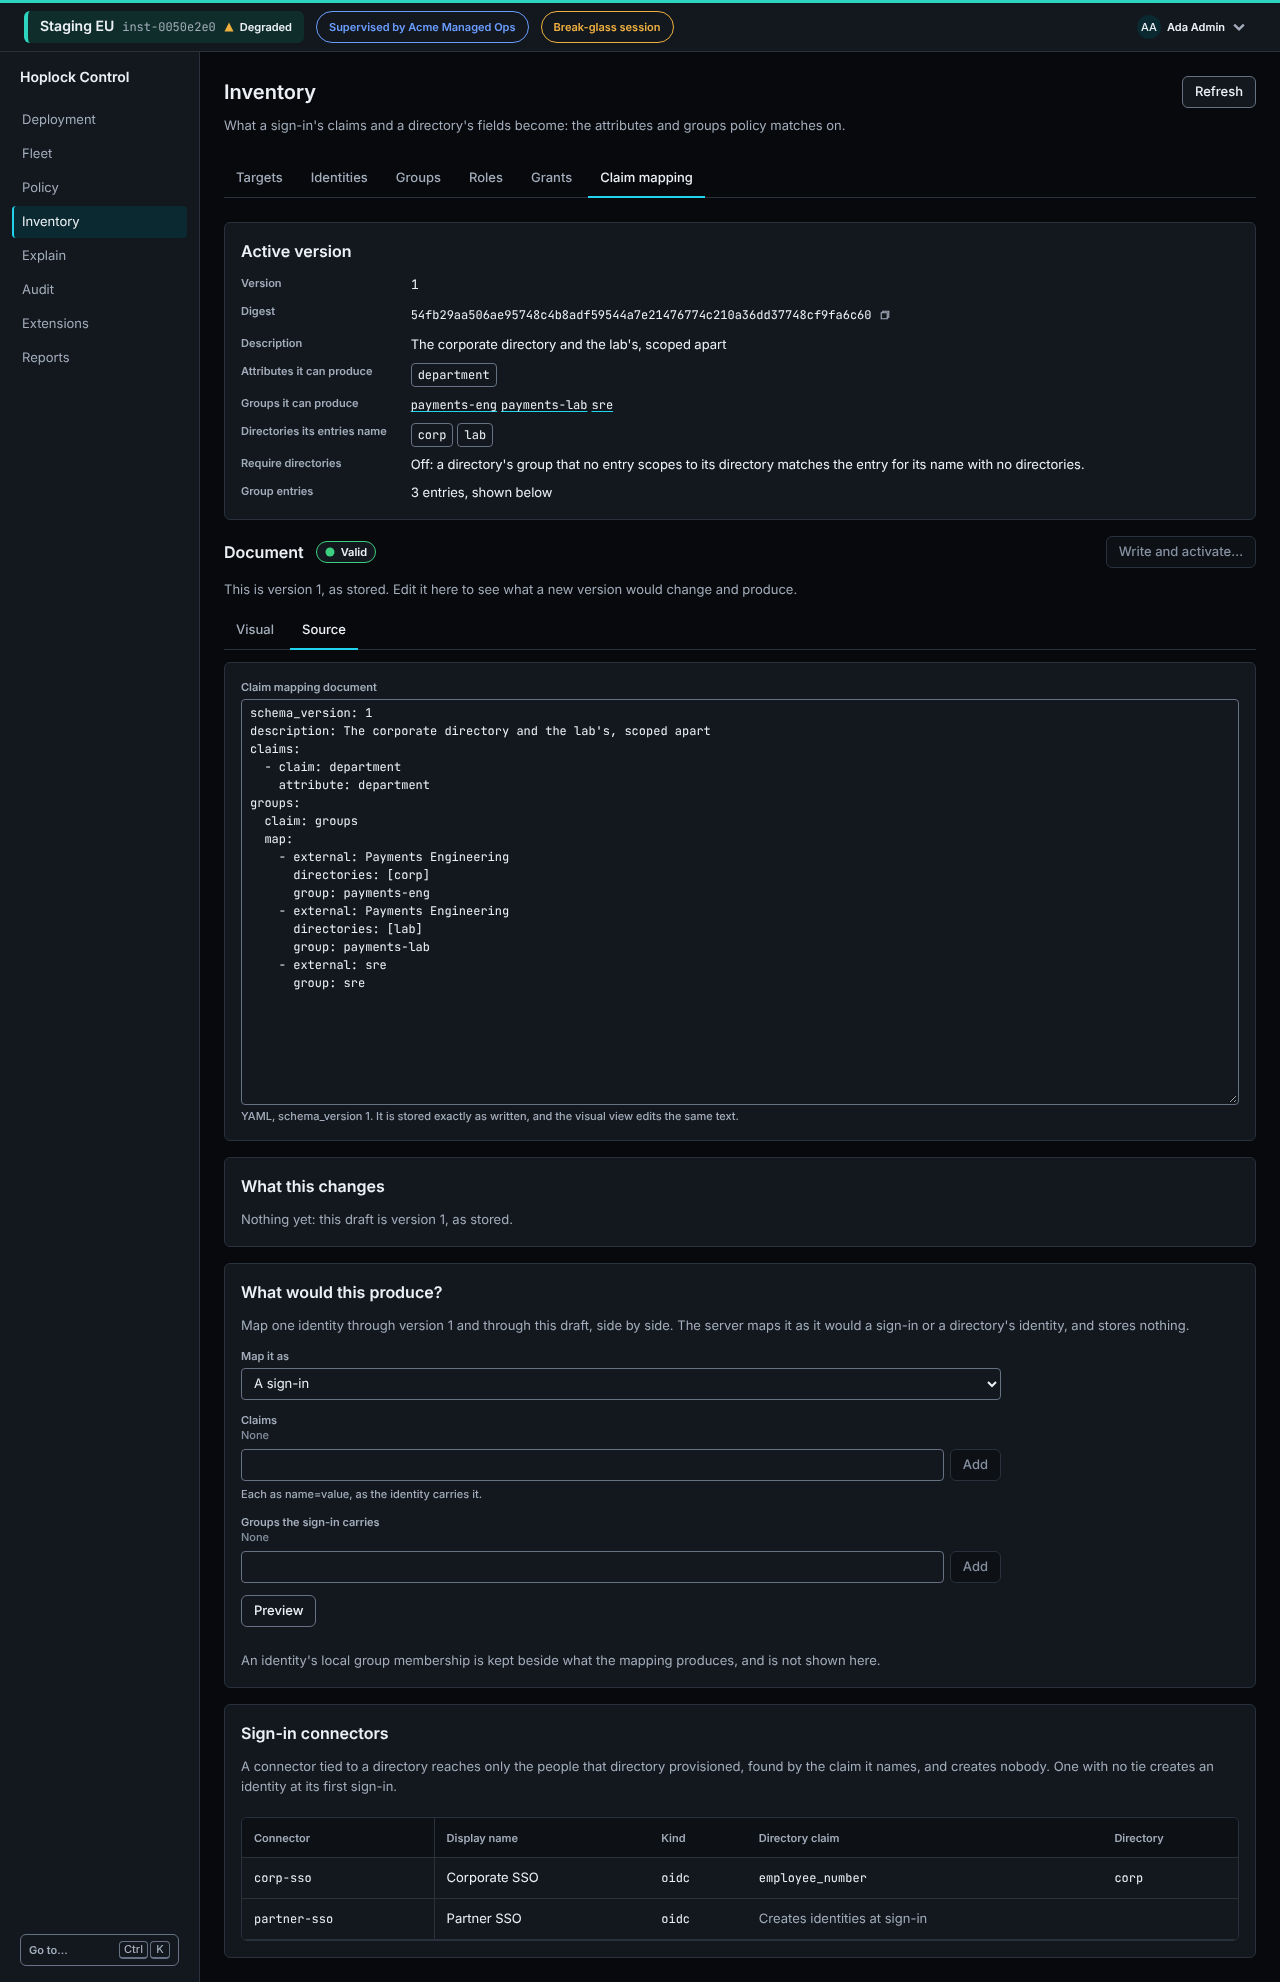 Staging EU inst-0050e2e0 Degraded Supervised by Acme Managed Ops Break-glass session AA Ada Admin
Hoplock Control
Deployment
Fleet
Policy
Inventory
Explain
Audit
Extensions
Reports
Go to... Ctrl K
Inventory
Refresh
What a sign-in's claims and a directory's fields become: the attributes and groups policy matches on.
Targets Identities Groups Roles Grants Claim mapping
Active version
Version 1
Digest 54fb29aa506ae95748c4b8adf59544a7e21476774c210a36dd37748cf9fa6c60
Description The corporate directory and the lab's, scoped apart
Attributes it can produce department
Groups it can produce payments-eng payments-lab sre
Directories its entries name corp lab
Require directories Off: a directory's group that no entry scopes to its directory matches the entry for its name with no directories.
Group entries 3 entries, shown below
Document Valid Write and activate...
This is version 1, as stored. Edit it here to see what a new version would change and produce.
Visual Source
Claim mapping document
schema_version: 1
description: The corporate directory and the lab's, scoped apart
claims:
  - claim: department
    attribute: department
groups:
  claim: groups
  map:
    - external: Payments Engineering
      directories: [corp]
      group: payments-eng
    - external: Payments Engineering
      directories: [lab]
      group: payments-lab
    - external: sre
      group: sre
YAML, schema_version 1. It is stored exactly as written, and the visual view edits the same text.
What this changes
Nothing yet: this draft is version 1, as stored.
What would this produce?
Map one identity through version 1 and through this draft, side by side. The server maps it as it would a sign-in or a directory's identity, and stores nothing.
Map it as
A sign-in
Claims
None
Add
Each as name=value, as the identity carries it.
Groups the sign-in carries
None
Add
Preview
An identity's local group membership is kept beside what the mapping produces, and is not shown here.
Sign-in connectors
A connector tied to a directory reaches only the people that directory provisioned, found by the claim it names, and creates nobody. One with no tie creates an
identity at its first sign-in.
Connector Display name Kind Directory claim Directory
corp-sso Corporate SSO oidc employee_number corp
partner-sso Partner SSO oidc Creates identities at sign-in